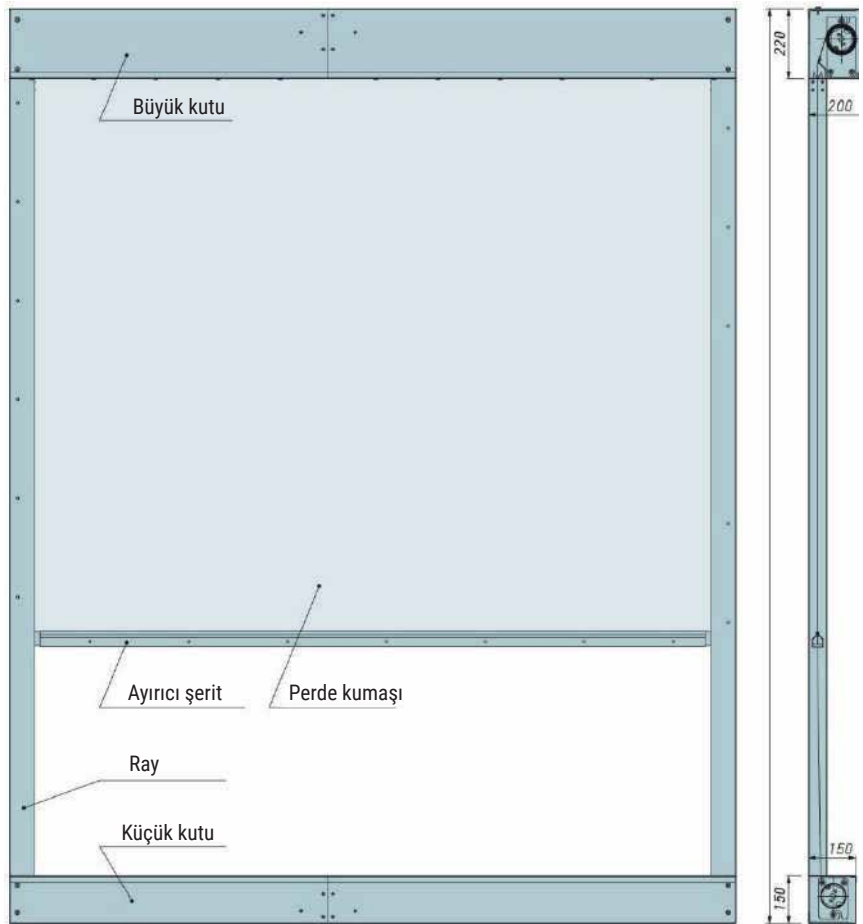 Büyük kutu
220
200
Ayırıcı şerit
Perde kumaşı
Ray
Küçük kutu
150
150